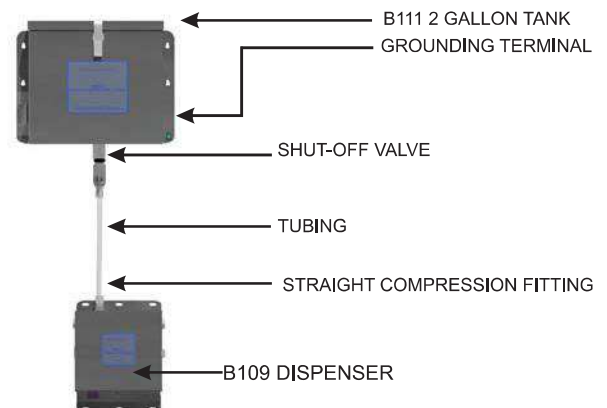 B111 2 GALLON TANK
GROUNDING TERMINAL
SHUT-OFF VALVE
TUBING
STRAIGHT COMPRESSION FITTING
B109 DISPENSER